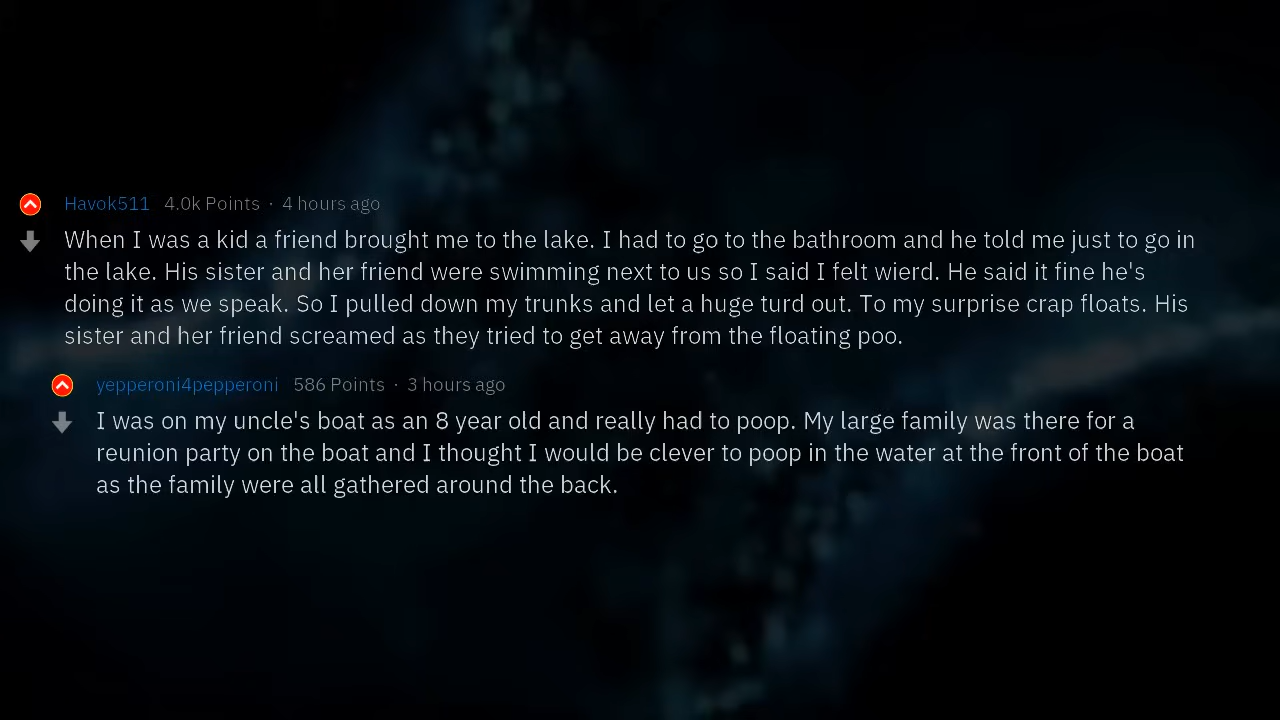 Havok511 4.0k Points · 4 hours ago
When I was a kid a friend brought me to the lake. I had to go to the bathroom and he told me just to go in
the lake. His sister and her friend were swimming next to us so I said I felt wierd. He said it fine he's
doing it as we speak. So I pulled down my trunks and let a huge turd out. To my surprise crap floats. His
sister and her friend screamed as they tried to get away from the floating poo.
yepperoni4pepperoni 586 Points · 3 hours ago
I was on my uncle's boat as an 8 year old and really had to poop. My large family was there for a
reunion party on the boat and I thought I would be clever to poop in the water at the front of the boat
as the family were all gathered around the back.